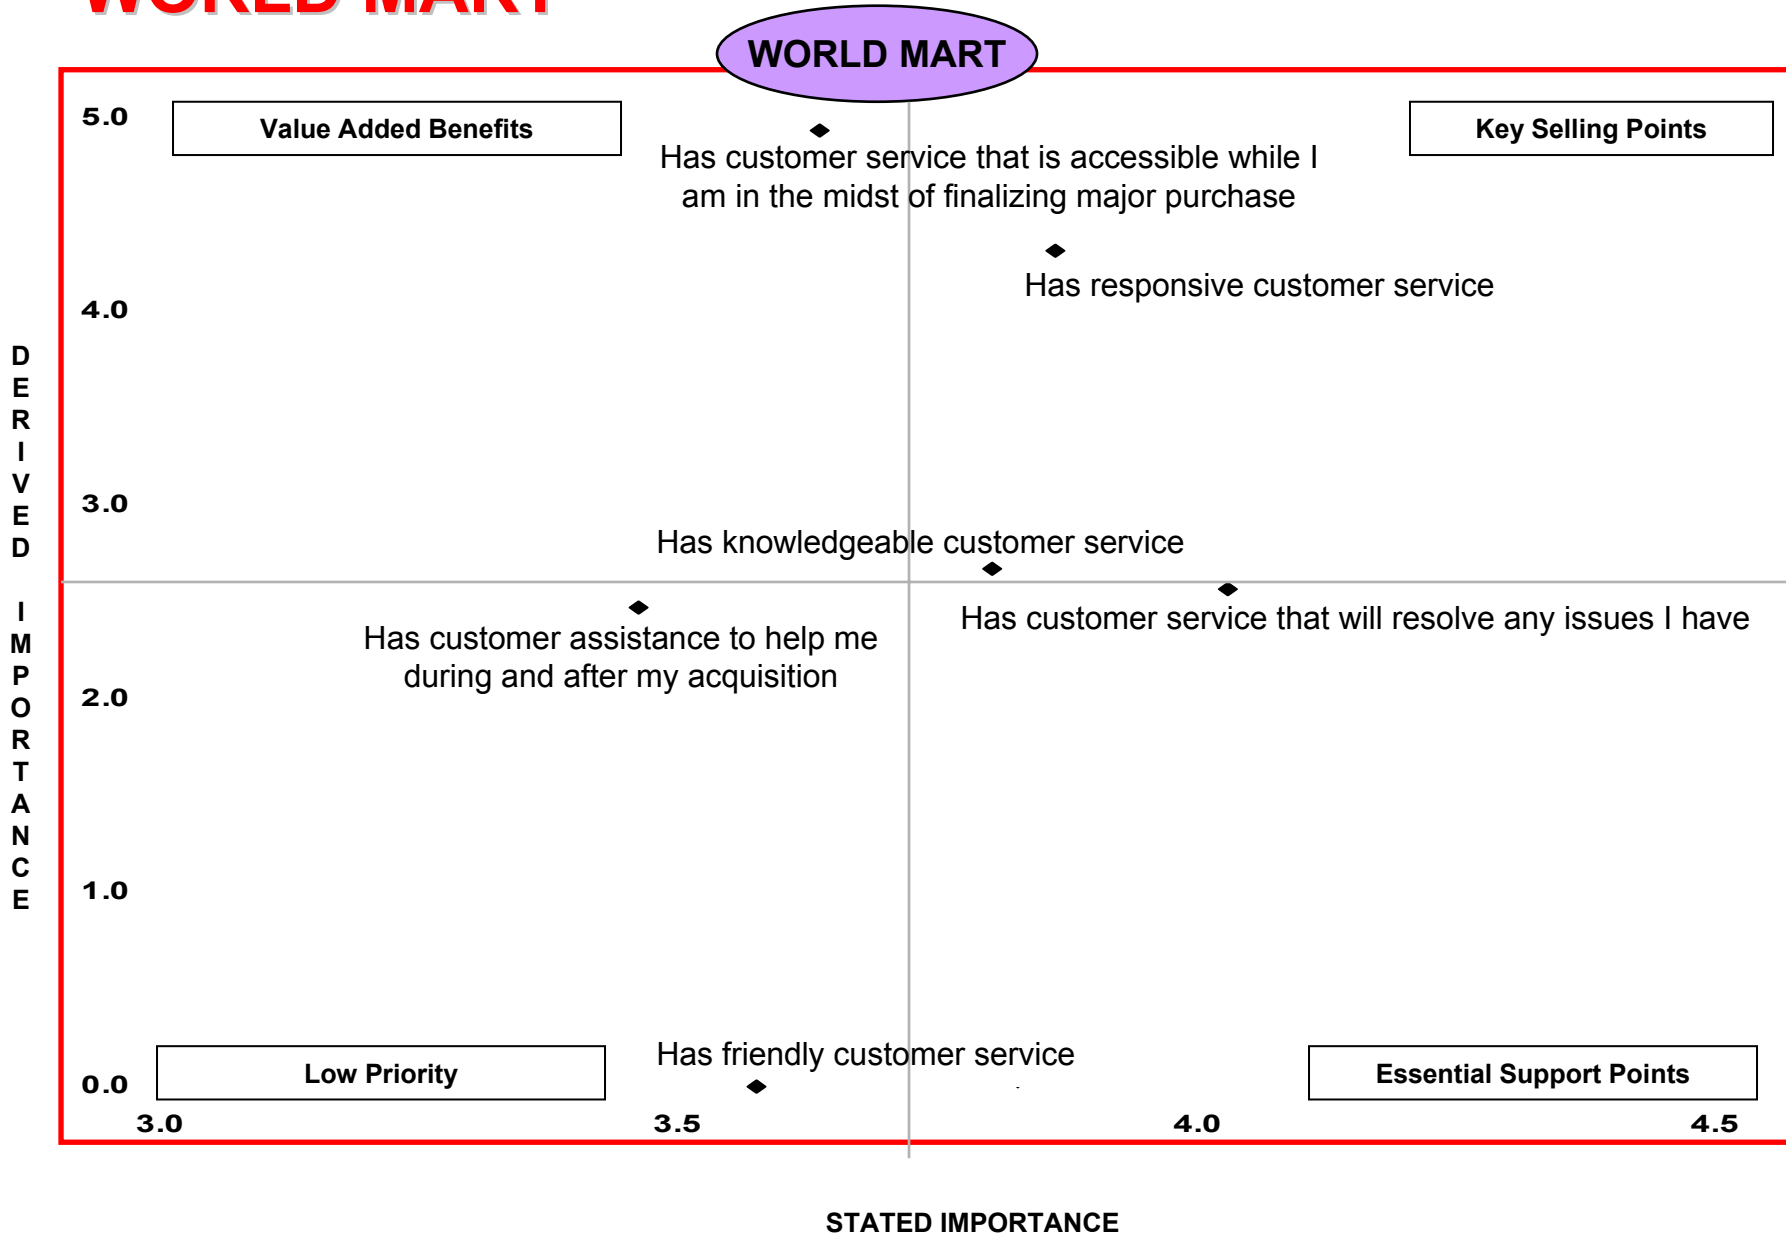 WORLD MART
WORLD MART
5.0
Value Added Benefits
Key Selling Points
Has customer service that is accessible while I
am in the midst of finalizing major purchase
Has responsive customer service
4.0
DERIVED IMPORTANCE
3.0
Has knowledgeable customer service
Has customer service that will resolve any issues I have
Has customer assistance to help me
during and after my acquisition
2.0
1.0
Has friendly customer service
Low Priority
Essential Support Points
0.0
3.0
3.5
4.0
4.5
STATED IMPORTANCE